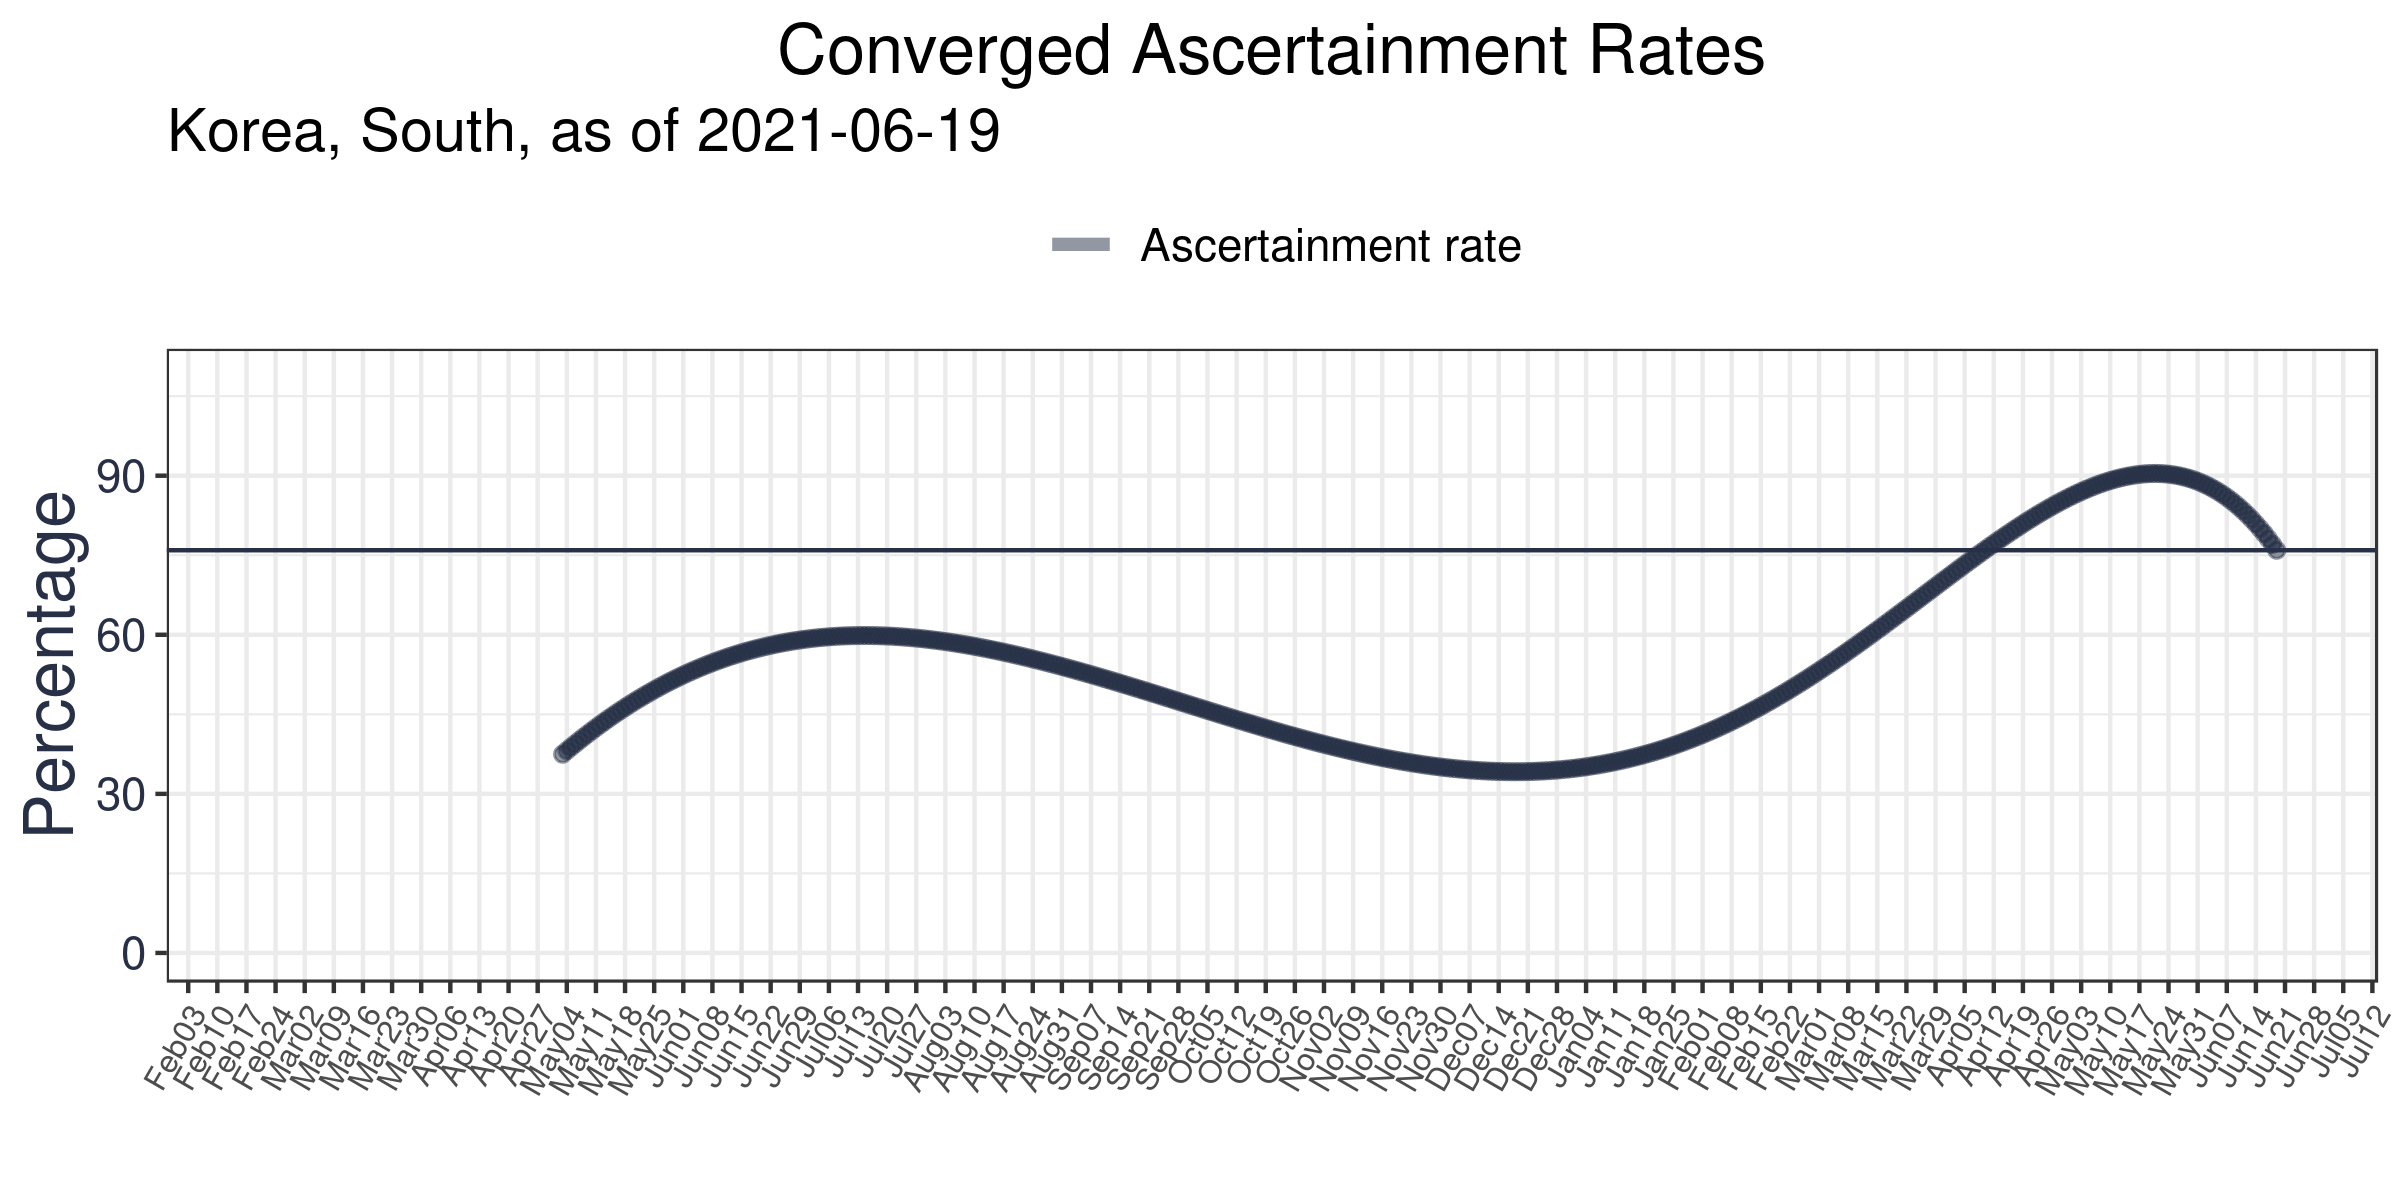 Converged Ascertainment Rates
Korea, South, as of 2021-06-19
Ascertainment rate
Percentage
90
60
30
0
Feb03 Feb10 Feb17 Feb24 Mar02 Mar09 Mar16 Mar23 Mar30 Apr06 Apr13 Apr20 Apr27 May04 May11 May18 May25 Jun01 Jun08 Jun15 Jun22 Jun29 Jul06 Jul13 Jul20 Jul27 Aug03 Aug10 Aug17 Aug24 Aug31 Sep07 Sep14 Sep21 Sep28 Oct05 Oct12 Oct19 Oct26 Nov02 Nov09 Nov16 Nov23 Nov30 Dec07 Dec14 Dec21 Dec28 Jan04 Jan11 Jan18 Jan25 Feb01 Feb08 Feb15 Feb22 Mar01 Mar08 Mar15 Mar22 Mar29 Apr05 Apr12 Apr19 Apr26 May03 May10 May17 May24 May31 Jun07 Jun14 Jun21 Jun28 Jul05 Jul12